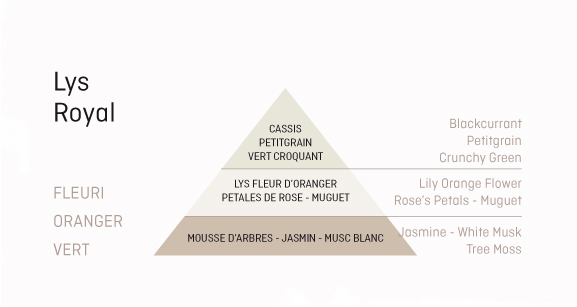 Lys
Royal
FLEURI
ORANGER
VERT
CASSIS
PETITGRAIN
VERT CROQUANT
LYS FLEUR D'ORANGER
PETALES DE ROSE - MUGUET
MOUSSE D'ARBRES - JASMIN - MUSC BLANC
Blackcurrant
Petitgrain
Crunchy Green
Lily Orange Flower
Rose's Petals - Muguet
Jasmine - White Musk
Tree Moss